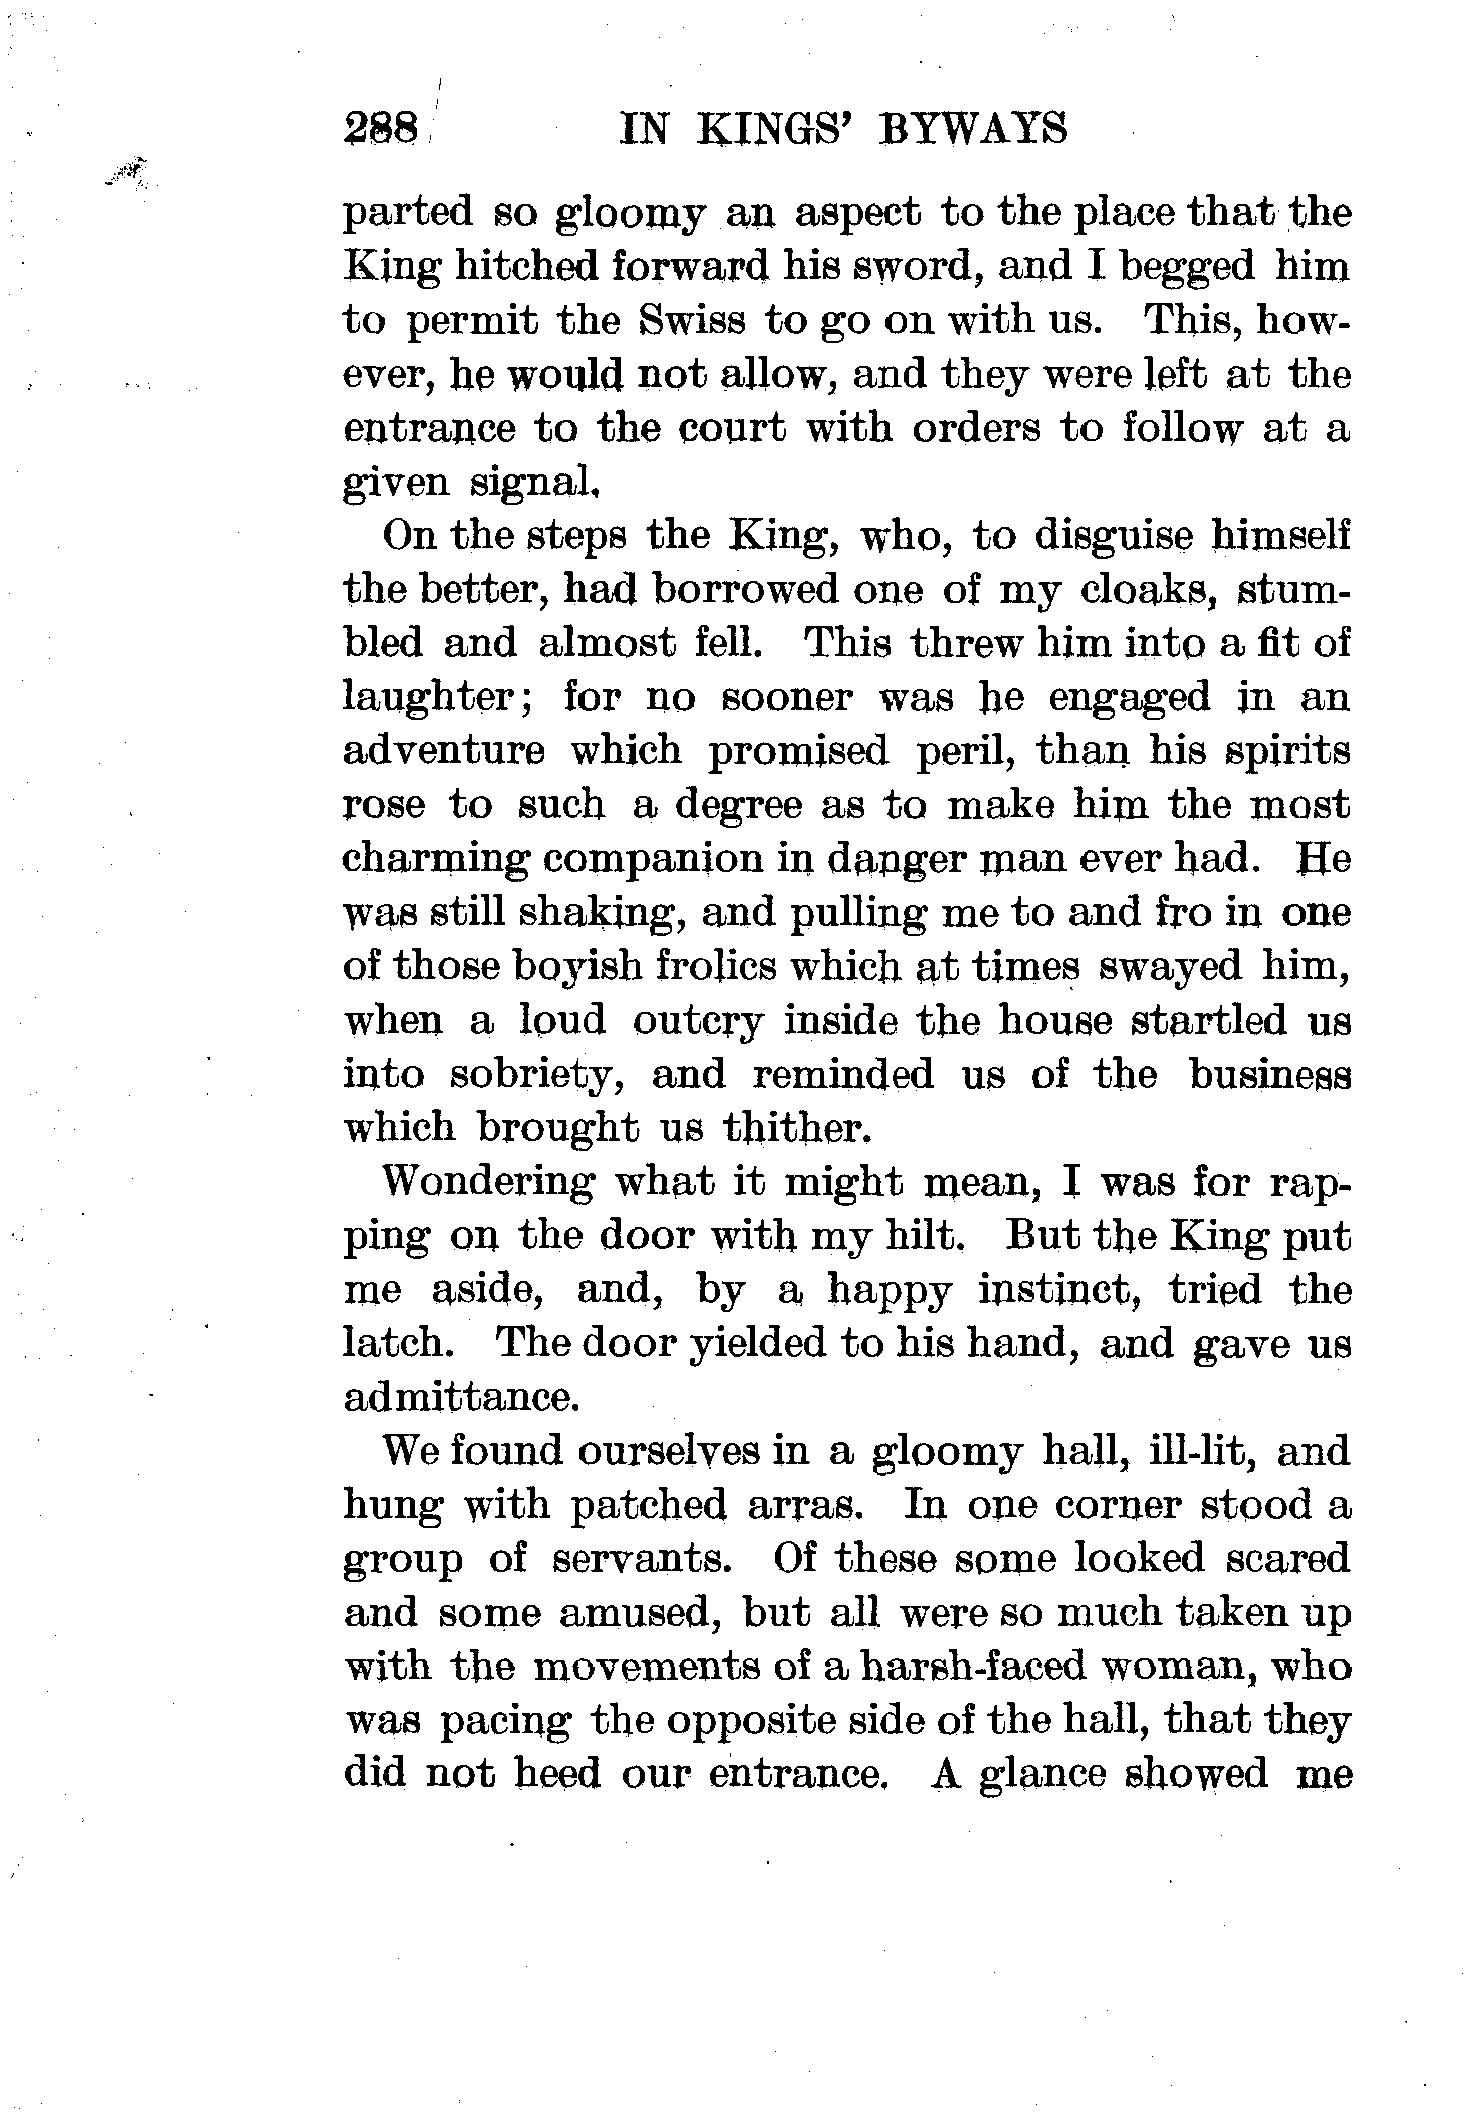 288 IN KINGS' BYWAYS
parted so gloomy an aspect to the place that the
King hitched forward his sword, and I begged him
to permit the Swiss to go on with us. This, how-
ever, he would not allow, and they were left at the
entrance to the court with orders to follow at a
given signal.
On the steps the King, who, to disguise himself
the better, had borrowed one of my cloaks, stum-
bled and almost fell. This threw him into a fit of
laughter; for no sooner was he engaged in an
adventure which promised peril, than his spirits
rose to such a degree as to make him the most
charming companion in danger man ever had. He
was still shaking, and pulling me to and fro in one
of those boyish frolics which at times swayed him,
when a loud outcry inside the house startled us
into sobriety, and reminded us of the business
which brought us thither.
Wondering what it might mean, I was for rap-
ping on the door with my hilt. But the King put
me aside, and, by a happy instinct, tried the
latch. The door yielded to his hand, and gave us
admittance.
We found ourselves in a gloomy hall, ill-lit, and
hung with patched arras. In one corner stood a
group of servants. Of these some looked scared
and some amused, but all were so much taken up
with the movements of a harsh-faced woman, who
was pacing the opposite side of the hall, that they
did not heed our entrance. A glance showed me